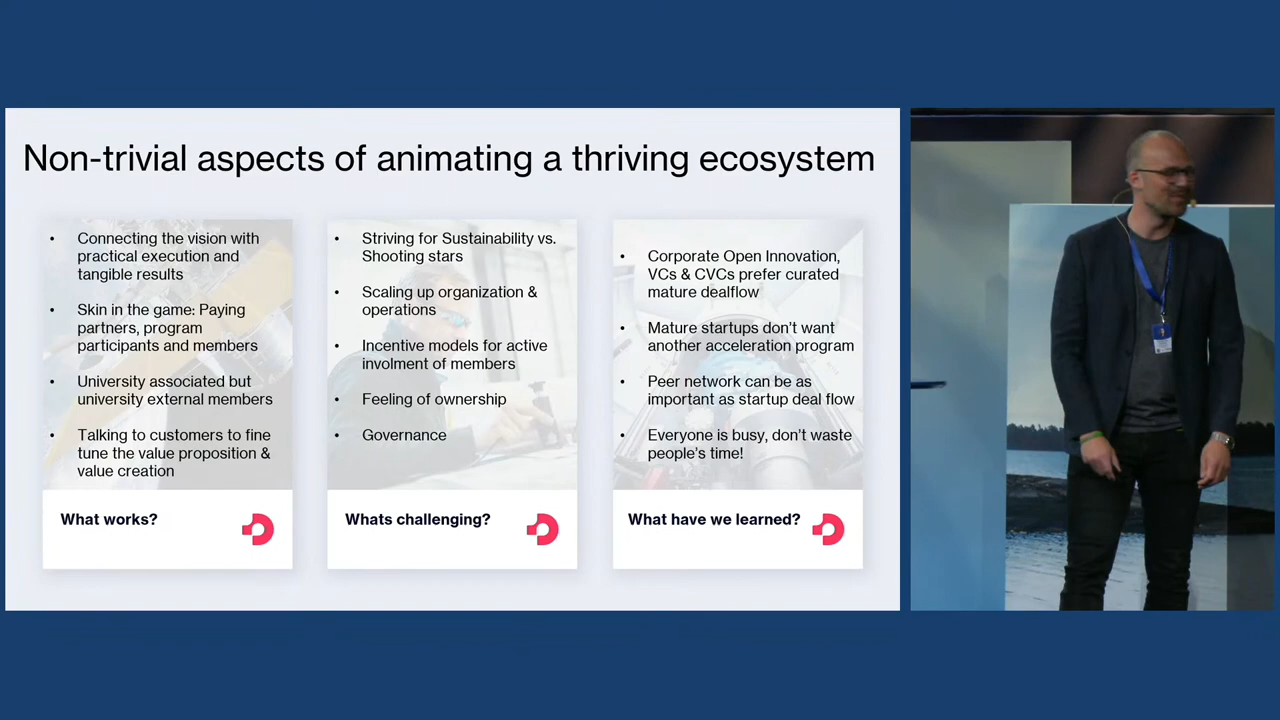 Non-trivial aspects of animating a thriving ecosystem
• Connecting the vision with
practical execution and
tangible results
• Skin in the game: Paying
partners, program
participants and members
• University associated but
university external members
• Talking to customers to fine
tune the value proposition &
value creation
What works?
• Striving for Sustainability vs.
Shooting stars
• Scaling up organization &
operations
• Incentive models for active
involment of members
• Feeling of ownership
• Governance
Whats challenging?
• Corporate Open Innovation,
VCs & CVCs prefer curated
mature dealflow
• Mature startups don’t want
another acceleration program
• Peer network can be as
important as startup deal flow
• Everyone is busy, don’t waste
people’s time!
What have we learned?